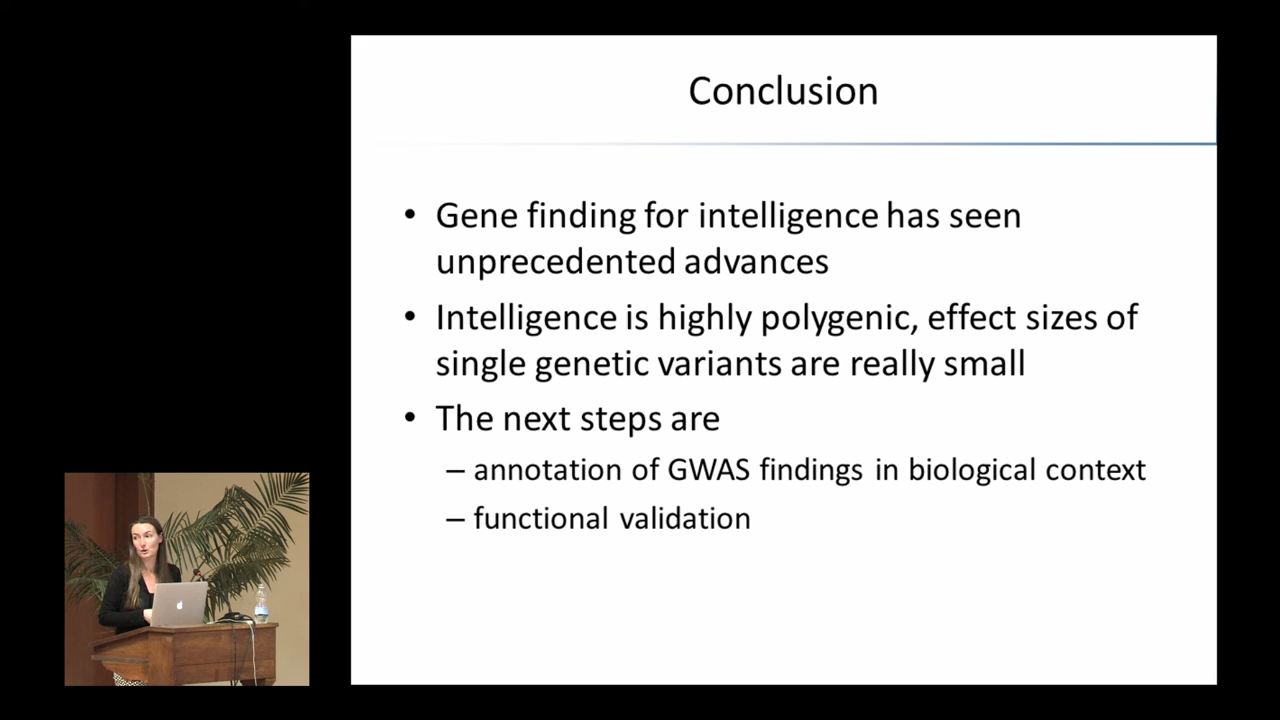 Conclusion
• Gene finding for intelligence has seen
unprecedented advances
• Intelligence is highly polygenic, effect sizes of
single genetic variants are really small
• The next steps are
– annotation of GWAS findings in biological context
– functional validation